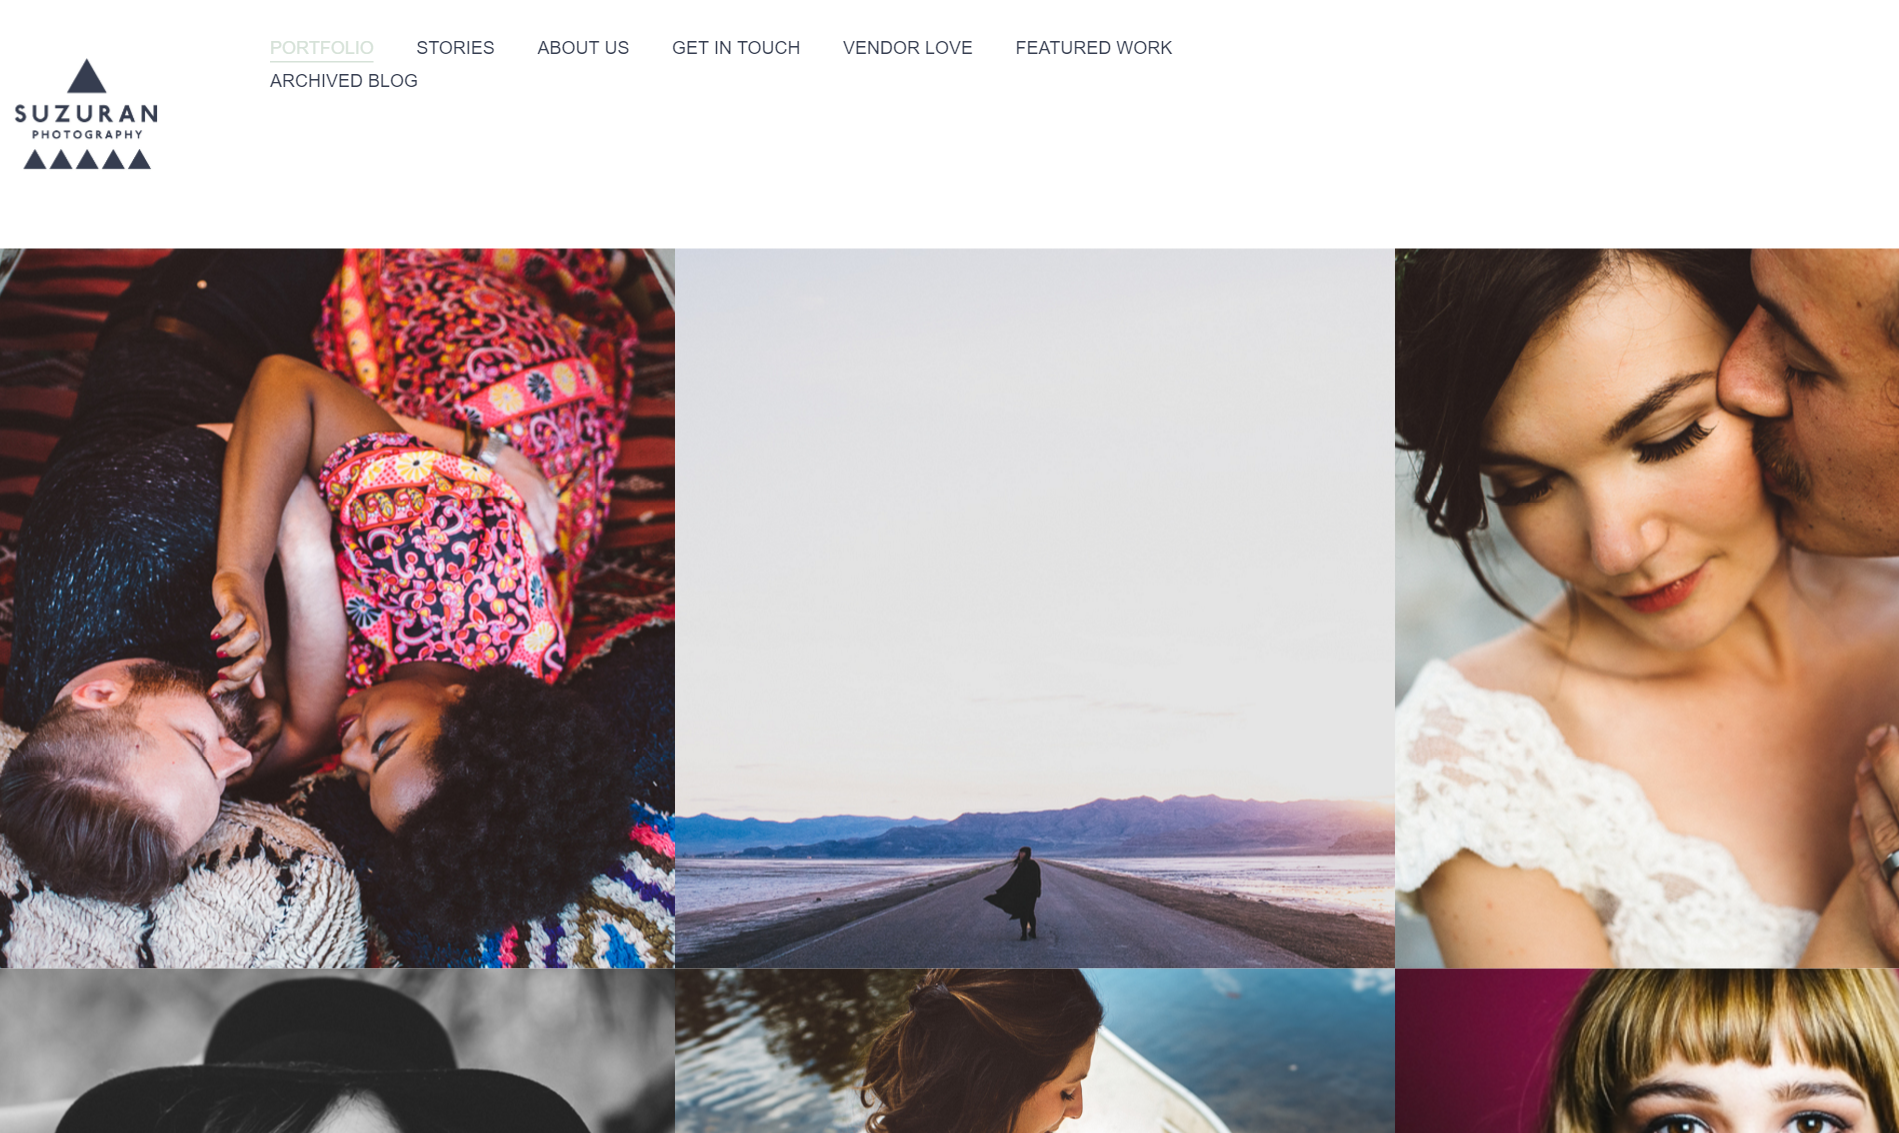 PORTFOLIO STORIES ABOUT US GET IN TOUCH VENDOR LOVE FEATURED WORK
ARCHIVED BLOG
SUZURAN
PHOTOGRAPHY